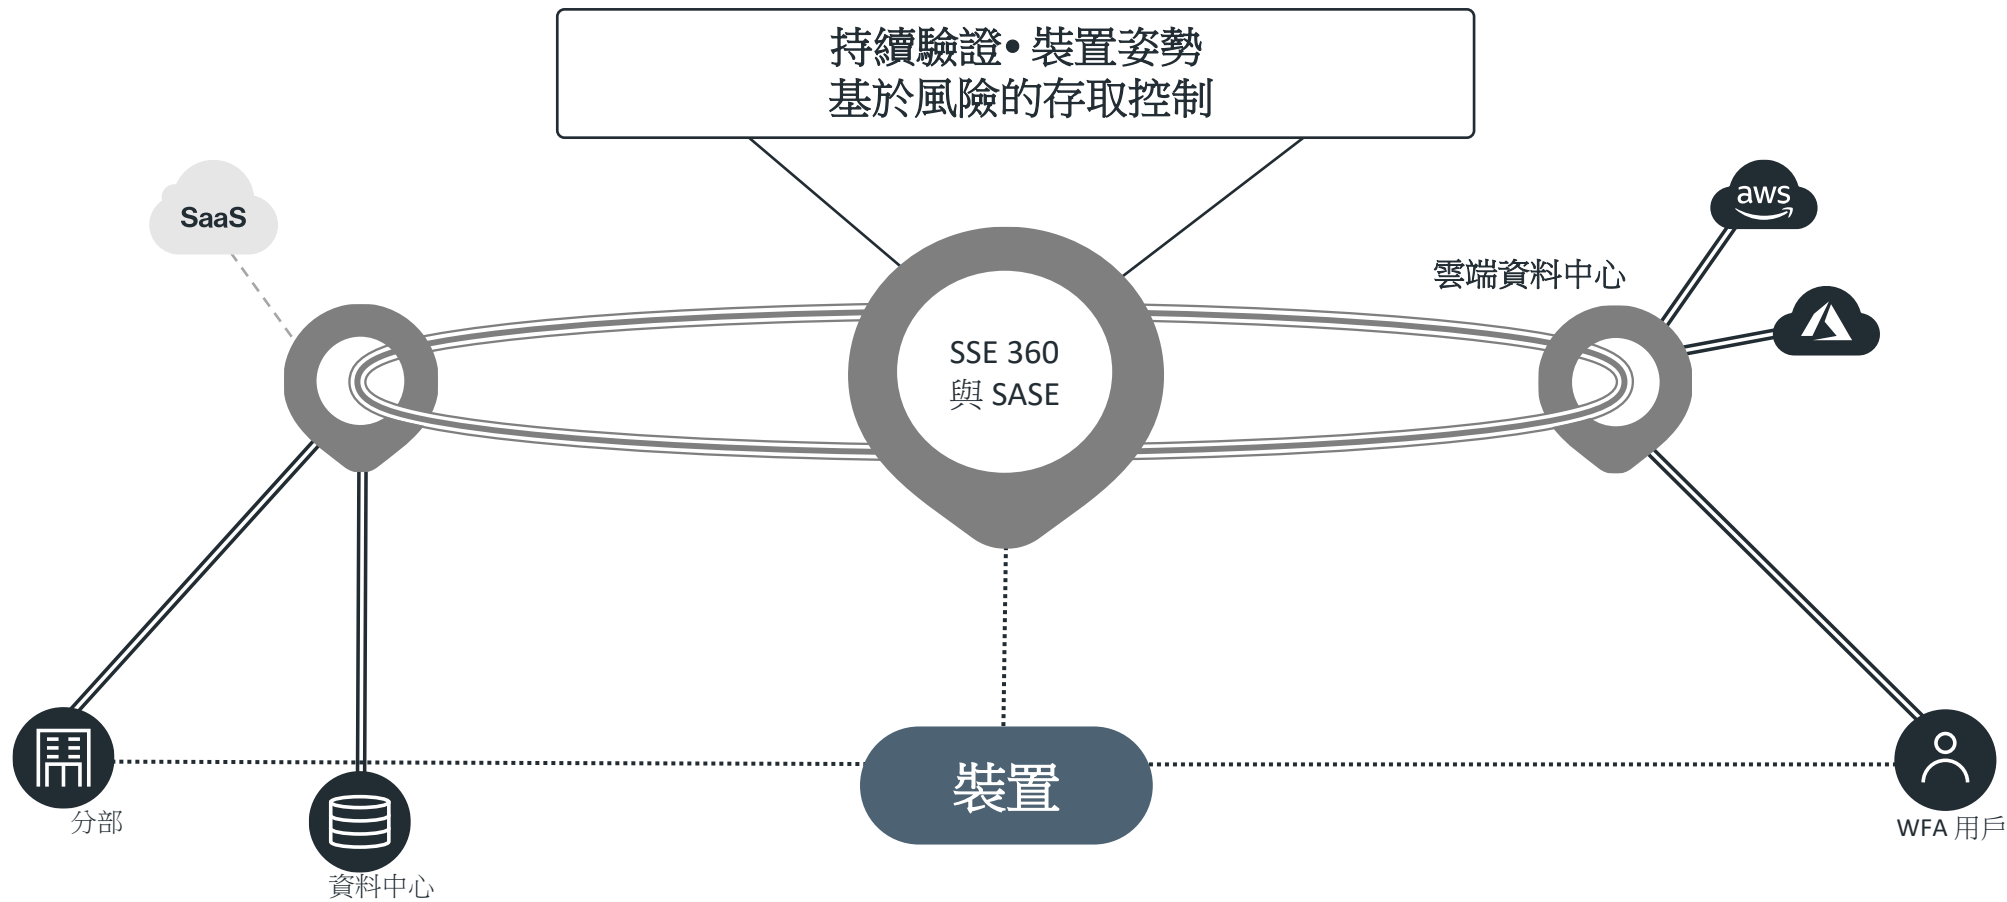 持續驗證• 裝置姿勢
基於風險的存取控制
SaaS
aws
雲端資料中心
SSE 360
與 SASE
裝置
分部
資料中心
WFA 用戶